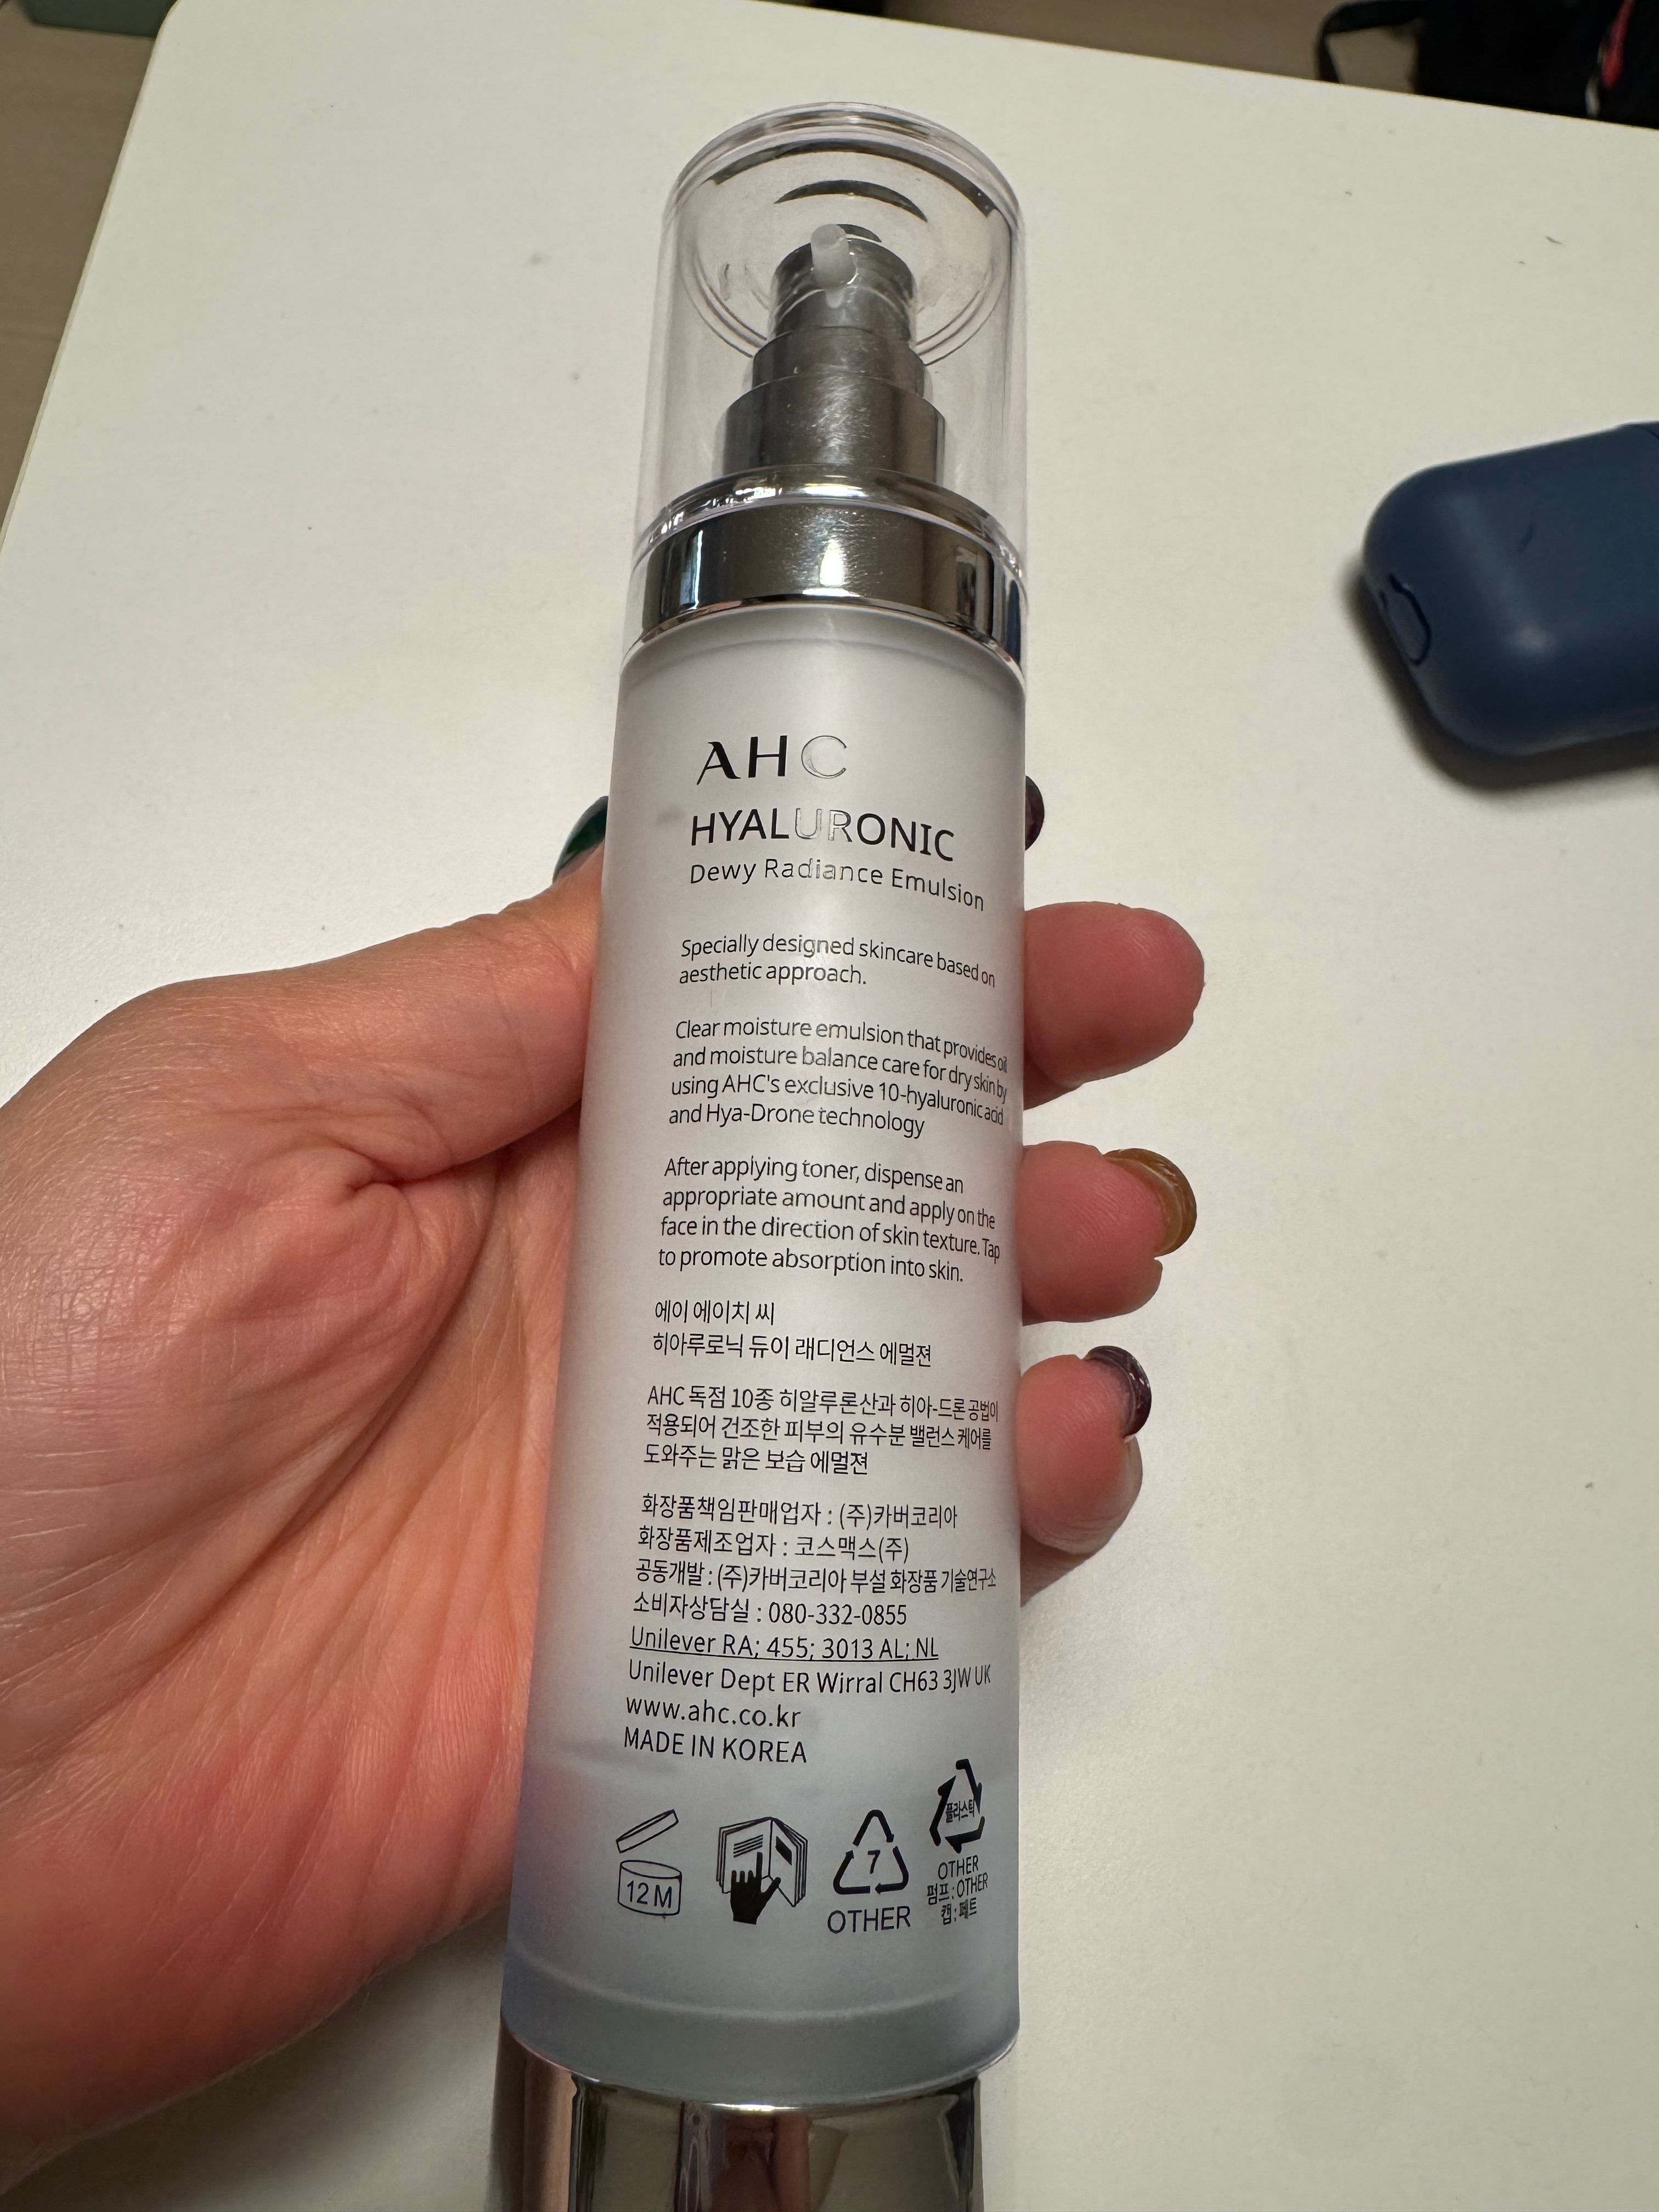 AHC
HYALURONIC
Dewy Radiance Emulsion
Specially designed skincare based on
aesthetic approach.
Clear moisture emulsion that provides oil
and moisture balance care for dry skin by
using AHC's exclusive 10-hyaluronic acid
and Hya-Drone technology
After applying toner, dispense an
appropriate amount and apply on the
face in the direction of skin texture. Tap
to promote absorption into skin.
에이 에이치 씨
히아루로닉 듀이 래디언스 에멀젼
AHC 독점 10종 히알루론산과 히아-드론 공법이
적용되어 건조한 피부의 유수분 밸런스 케어를
도와주는 맑은 보습 에멀젼
화장품책임판매업자 : (주)카버코리아
화장품제조업자 : 코스맥스(주)
공동개발 : (주)카버코리아 부설 화장품 기술연구소
소비자상담실 : 080-332-0855
Unilever RA; 455; 3013 AL; NL
Unilever Dept ER Wirral CH63 3JW UK
www.ahc.co.kr
MADE IN KOREA
12M
7
OTHER
플라스틱
OTHER
펌프 : OTHER
캡 : 페트